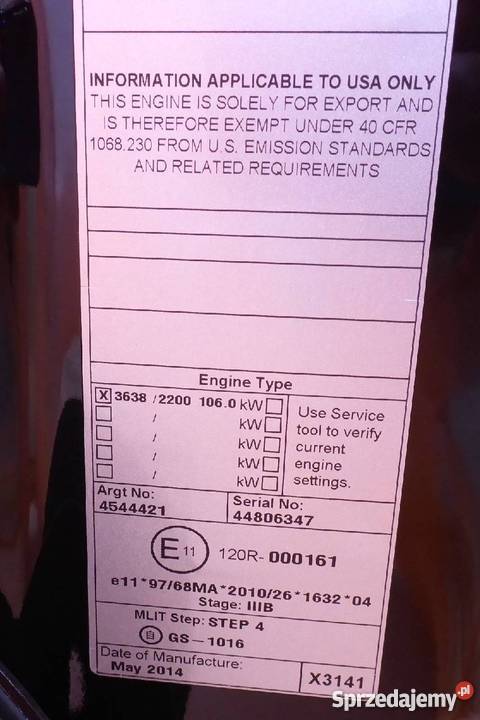 INFORMATION APPLICABLE TO USA ONLY
THIS ENGINE IS SOLELY FOR EXPORT AND
IS THEREFORE EXEMPT UNDER 40 CFR
1068.230 FROM U.S. EMISSION STANDARDS
AND RELATED REQUIREMENTS
Engine Type
X 3638 / 2200 106.0 kW
/ kW
/ kW
/ kW
/ kW
Use Service
tool to verify
current
engine
settings.
Argt No:
4544421
Serial No:
44806347
E 11 120R-000161
e11*97/68MA*2010/26*1632*04
Stage: IIIB
MLIT Step: STEP 4
GS-1016
Date of Manufacture:
May 2014
X3141
Sprzedajemy.pl